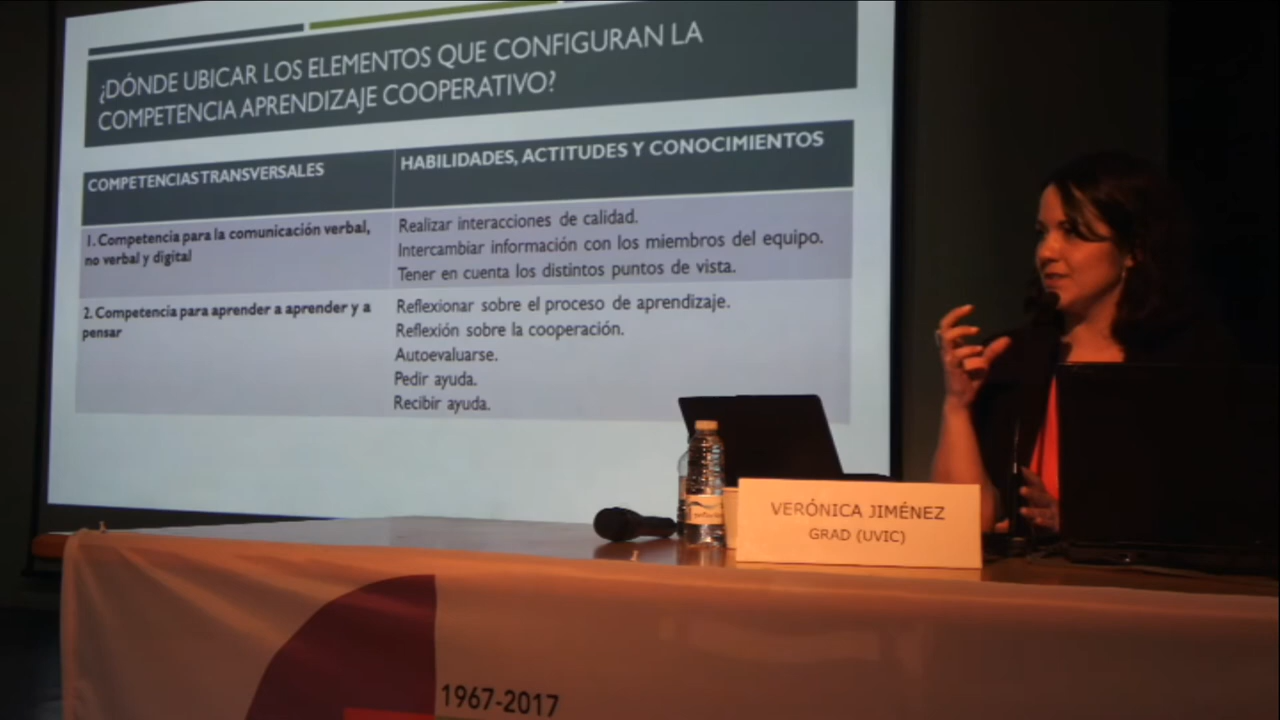 ¿DÓNDE UBICAR LOS ELEMENTOS QUE CONFIGURAN LA
COMPETENCIA APRENDIZAJE COOPERATIVO?
COMPETENCIAS TRANSVERSALES
HABILIDADES, ACTITUDES Y CONOCIMIENTOS
1. Competencia para la comunicación verbal,
no verbal y digital
Realizar interacciones de calidad.
Intercambiar información con los miembros del equipo.
Tener en cuenta los distintos puntos de vista.
2. Competencia para aprender a aprender y a
pensar
Reflexionar sobre el proceso de aprendizaje.
Reflexión sobre la cooperación.
Autoevaluarse.
Pedir ayuda.
Recibir ayuda.
VERÓNICA JIMÉNEZ
GRAD (UVIC)
1967-2017